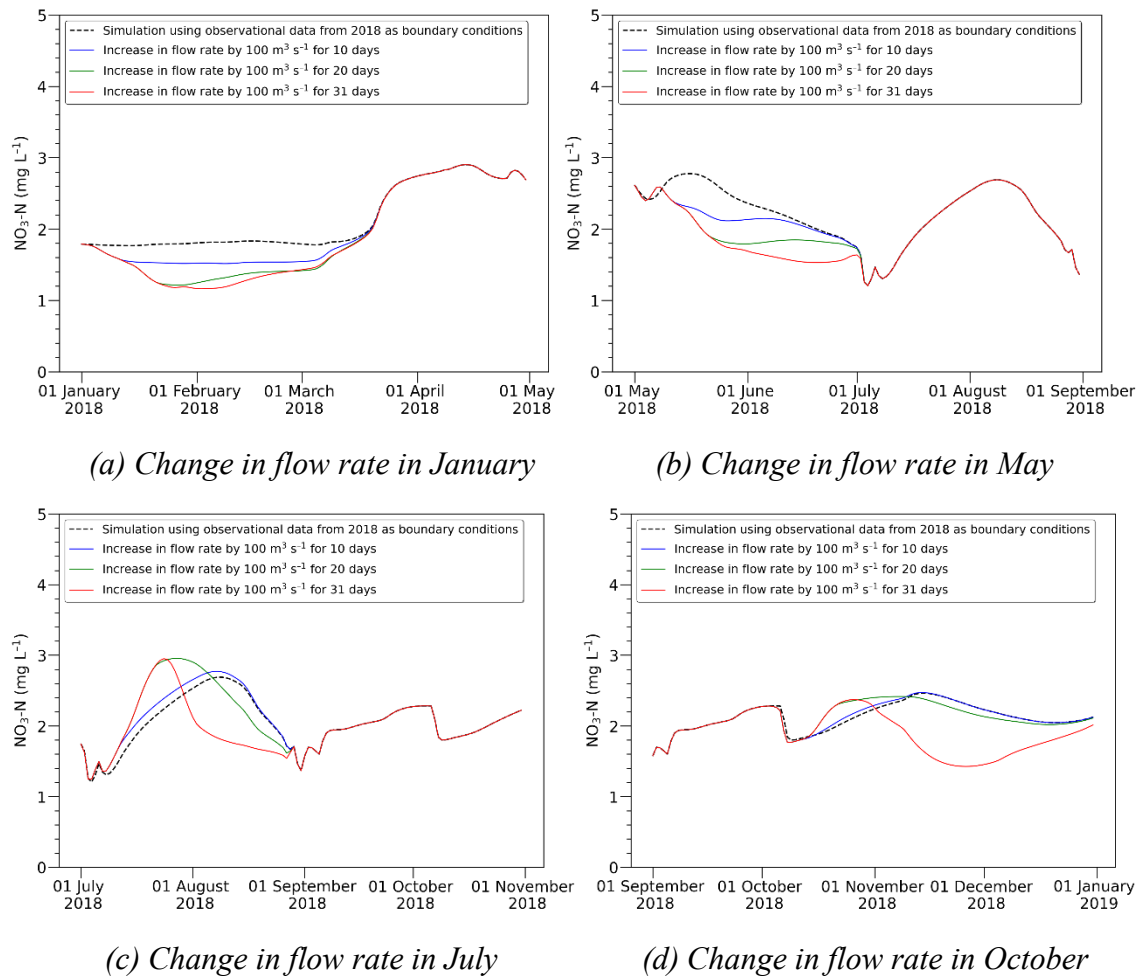 Simulation using observational data from 2018 as boundary conditions
Increase in flow rate by 100 m³ s⁻¹ for 10 days
Increase in flow rate by 100 m³ s⁻¹ for 20 days
Increase in flow rate by 100 m³ s⁻¹ for 31 days
NO₃-N (mg L⁻¹)
5
4
3
2
1
0
01 January 2018
01 February 2018
01 March 2018
01 April 2018
01 May 2018
(a) Change in flow rate in January
Simulation using observational data from 2018 as boundary conditions
Increase in flow rate by 100 m³ s⁻¹ for 10 days
Increase in flow rate by 100 m³ s⁻¹ for 20 days
Increase in flow rate by 100 m³ s⁻¹ for 31 days
NO₃-N (mg L⁻¹)
5
4
3
2
1
0
01 May 2018
01 June 2018
01 July 2018
01 August 2018
01 September 2018
(b) Change in flow rate in May
Simulation using observational data from 2018 as boundary conditions
Increase in flow rate by 100 m³ s⁻¹ for 10 days
Increase in flow rate by 100 m³ s⁻¹ for 20 days
Increase in flow rate by 100 m³ s⁻¹ for 31 days
NO₃-N (mg L⁻¹)
5
4
3
2
1
0
01 July 2018
01 August 2018
01 September 2018
01 October 2018
01 November 2018
(c) Change in flow rate in July
Simulation using observational data from 2018 as boundary conditions
Increase in flow rate by 100 m³ s⁻¹ for 10 days
Increase in flow rate by 100 m³ s⁻¹ for 20 days
Increase in flow rate by 100 m³ s⁻¹ for 31 days
NO₃-N (mg L⁻¹)
5
4
3
2
1
0
01 September 2018
01 October 2018
01 November 2018
01 December 2018
01 January 2019
(d) Change in flow rate in October